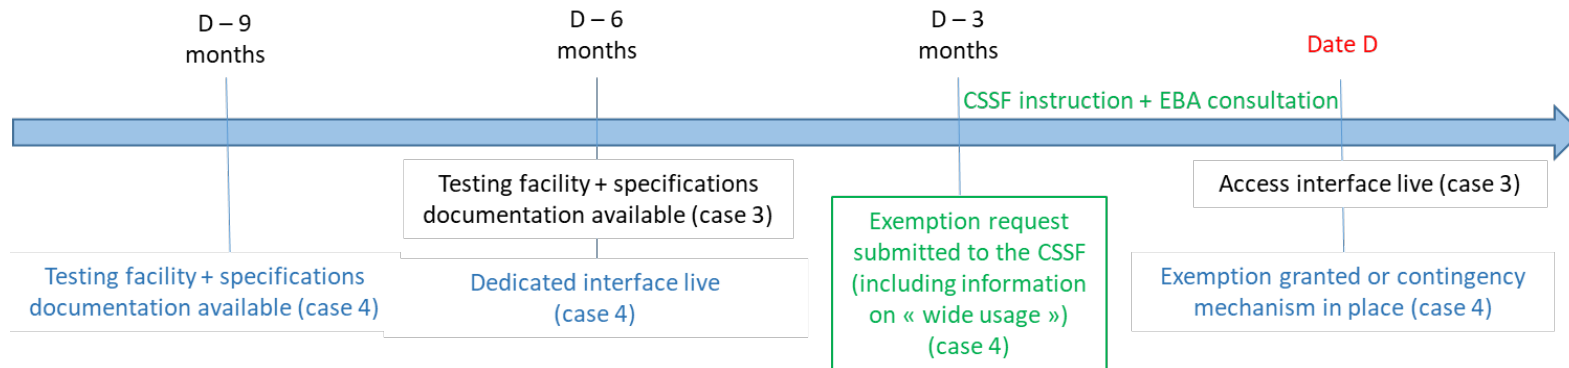 D – 9
months
D – 6
months
D – 3
months
Date D
CSSF instruction + EBA consultation
Testing facility + specifications
documentation available (case 3)
Access interface live (case 3)
Testing facility + specifications
documentation available (case 4)
Dedicated interface live
(case 4)
Exemption request
submitted to the CSSF
(including information
on « wide usage »)
(case 4)
Exemption granted or contingency
mechanism in place (case 4)